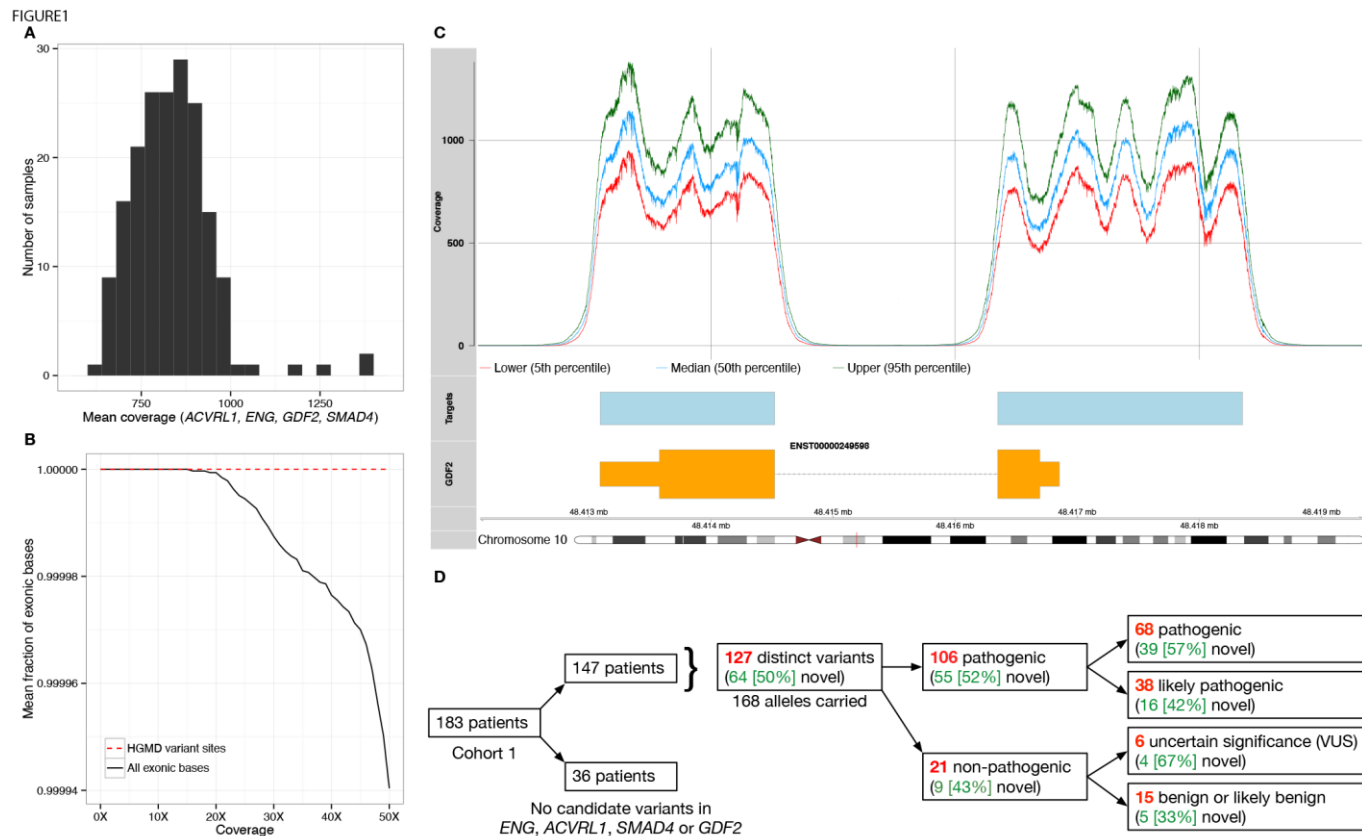 FIGURE1
A
30
20
10
0
Number of samples
750
1000
1250
Mean coverage (ACVRL1, ENG, GDF2, SMAD4)
B
1.00000
0.99998
0.99996
0.99994
Mean fraction of exonic bases
HGMD variant sites
All exonic bases
0X
10X
20X
30X
40X
50X
Coverage
C
Coverage
1000
500
0
Lower (5th percentile)
Median (50th percentile)
Upper (95th percentile)
Targets
GDF2
ENST00000249598
48.413 mb
48.414 mb
48.415 mb
48.416 mb
48.417 mb
48.418 mb
48.419 mb
Chromosome 10
D
183 patients
Cohort 1
147 patients
36 patients
No candidate variants in
ENG, ACVRL1, SMAD4 or GDF2
127 distinct variants
(64 [50%] novel)
168 alleles carried
106 pathogenic
(55 [52%] novel)
21 non-pathogenic
(9 [43%] novel)
68 pathogenic
(39 [57%] novel)
38 likely pathogenic
(16 [42%] novel)
6 uncertain significance (VUS)
(4 [67%] novel)
15 benign or likely benign
(5 [33%] novel)